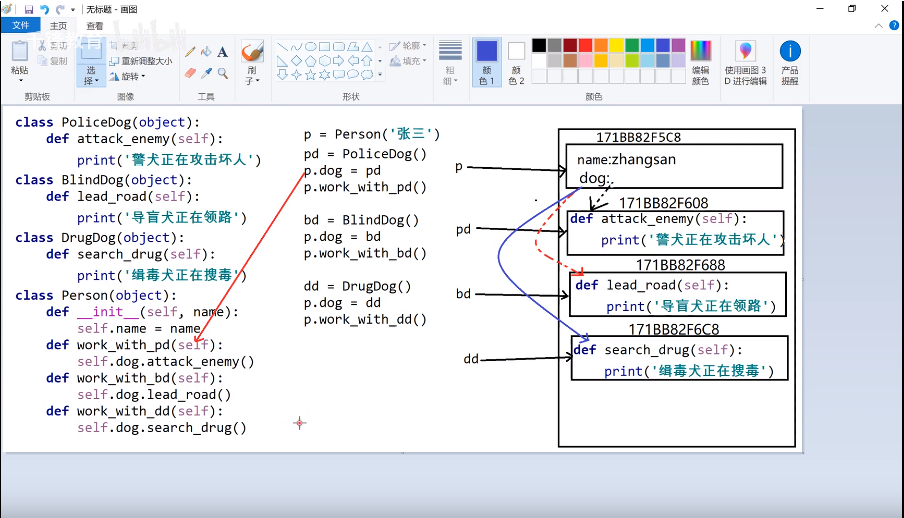 无标题 - 画图
文件
主页
查看
粘贴
剪切
复制
剪贴板
选择
重新调整大小
旋转
图像
A
工具
刷子
轮廓
填充
形状
粗细
颜色 1
颜色 2
颜色
编辑颜色
使用画图 3D 进行编辑
产品提醒
class PoliceDog(object):
def attack_enemy(self):
print('警犬正在攻击坏人')
class BlindDog(object):
def lead_road(self):
print('导盲犬正在领路')
class DrugDog(object):
def search_drug(self):
print('缉毒犬正在搜毒')
class Person(object):
def __init__(self, name):
self.name = name
def work_with_pd(self):
self.dog.attack_enemy()
def work_with_bd(self):
self.dog.lead_road()
def work_with_dd(self):
self.dog.search_drug()
p = Person('张三')
pd = PoliceDog()
p.dog = pd
p.work_with_pd()
bd = BlindDog()
p.dog = bd
p.work_with_bd()
dd = DrugDog()
p.dog = dd
p.work_with_dd()
171BB82F5C8
p
name:zhangsan
dog:
171BB82F608
pd
def attack_enemy(self):
print('警犬正在攻击坏人')
171BB82F688
bd
def lead_road(self):
print('导盲犬正在领路')
171BB82F6C8
dd
def search_drug(self):
print('缉毒犬正在搜毒')